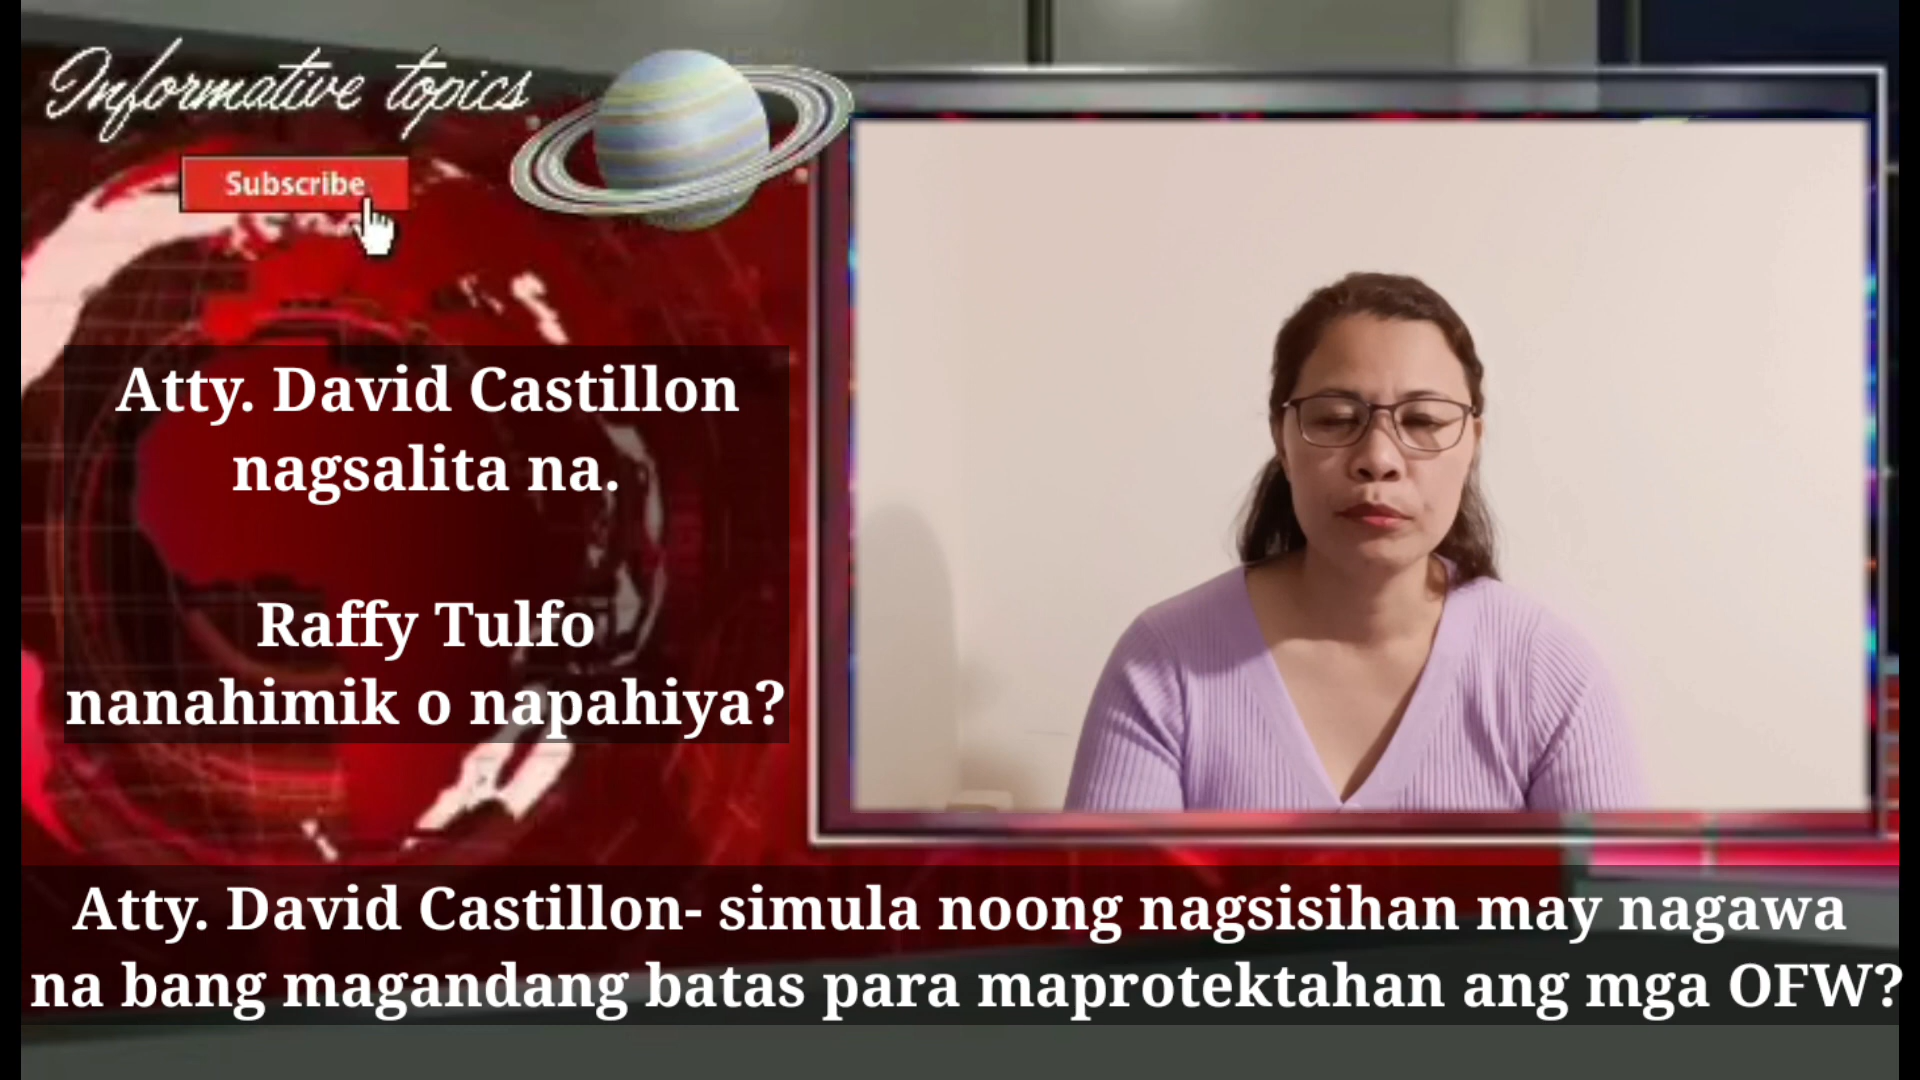 Informative topics
Subscribe
Atty. David Castillon
nagsalita na.
Raffy Tulfo
nanahimik o napahiya?
Atty. David Castillon- simula noong nagsisihan may nagawa
na bang magandang batas para maprotektahan ang mga OFW?